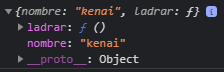 ▼{nombre: "kenai", ladrar: ƒ} i
▶ladrar: ƒ ()
nombre: "kenai"
▶__proto__: Object